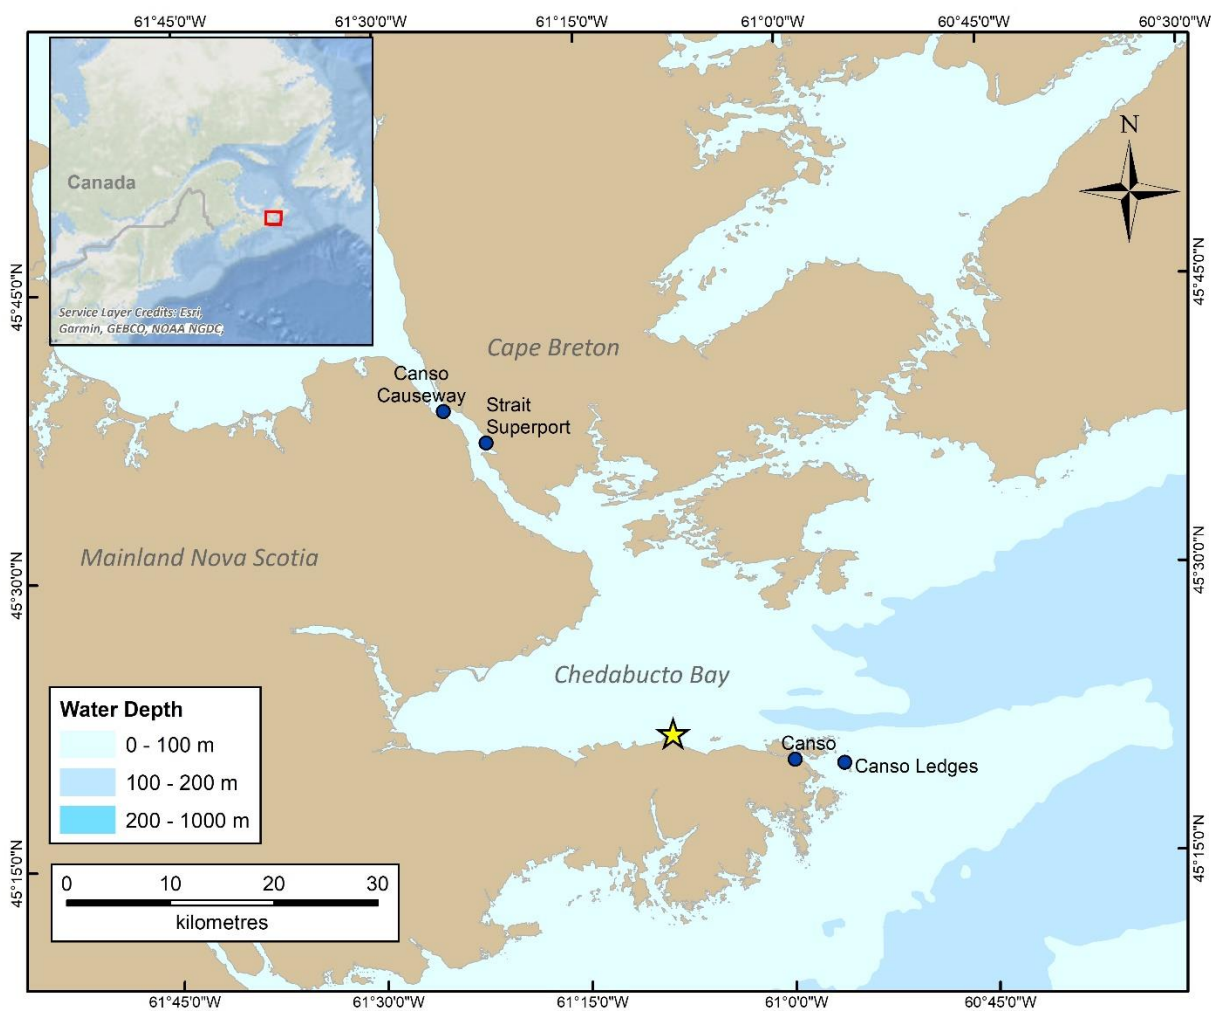 61°45'0"W 61°30'0"W 61°15'0"W 61°0'0"W 60°45'0"W 60°30'0"W
N
Canada
Service Layer Credits: Esri,
Garmin, GEBCO, NOAA NGDC,
45°45'0"N 45°45'0"N
Cape Breton
Canso
Causeway
Strait
Superport
Mainland Nova Scotia
45°30'0"N 45°30'0"N
Chedabucto Bay
Canso
Canso Ledges
Water Depth
0 - 100 m
100 - 200 m
200 - 1000 m
45°15'0"N 45°15'0"N
0 10 20 30
kilometres
61°45'0"W 61°30'0"W 61°15'0"W 61°0'0"W 60°45'0"W